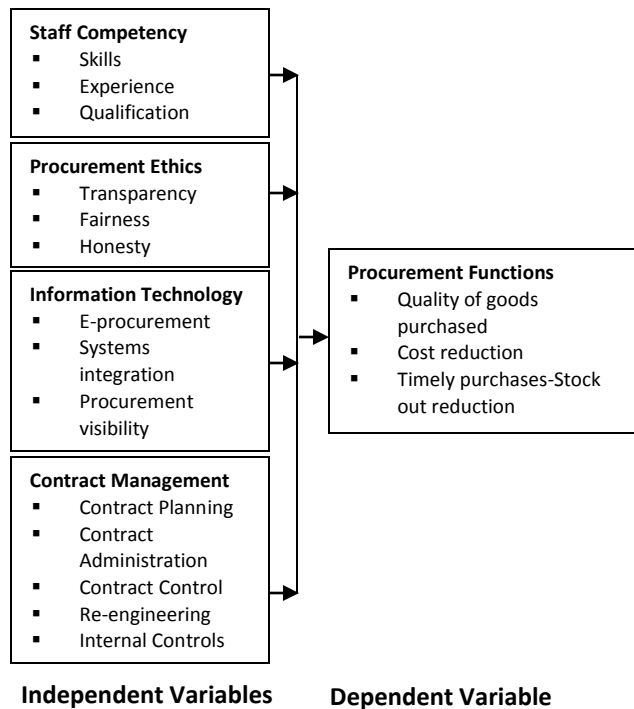 Staff Competency
▪ Skills
▪ Experience
▪ Qualification
Procurement Ethics
▪ Transparency
▪ Fairness
▪ Honesty
Information Technology
▪ E-procurement
▪ Systems
integration
▪ Procurement
visibility
Contract Management
▪ Contract Planning
▪ Contract
Administration
▪ Contract Control
▪ Re-engineering
▪ Internal Controls
Procurement Functions
▪ Quality of goods
purchased
▪ Cost reduction
▪ Timely purchases-Stock
out reduction
Independent Variables
Dependent Variable